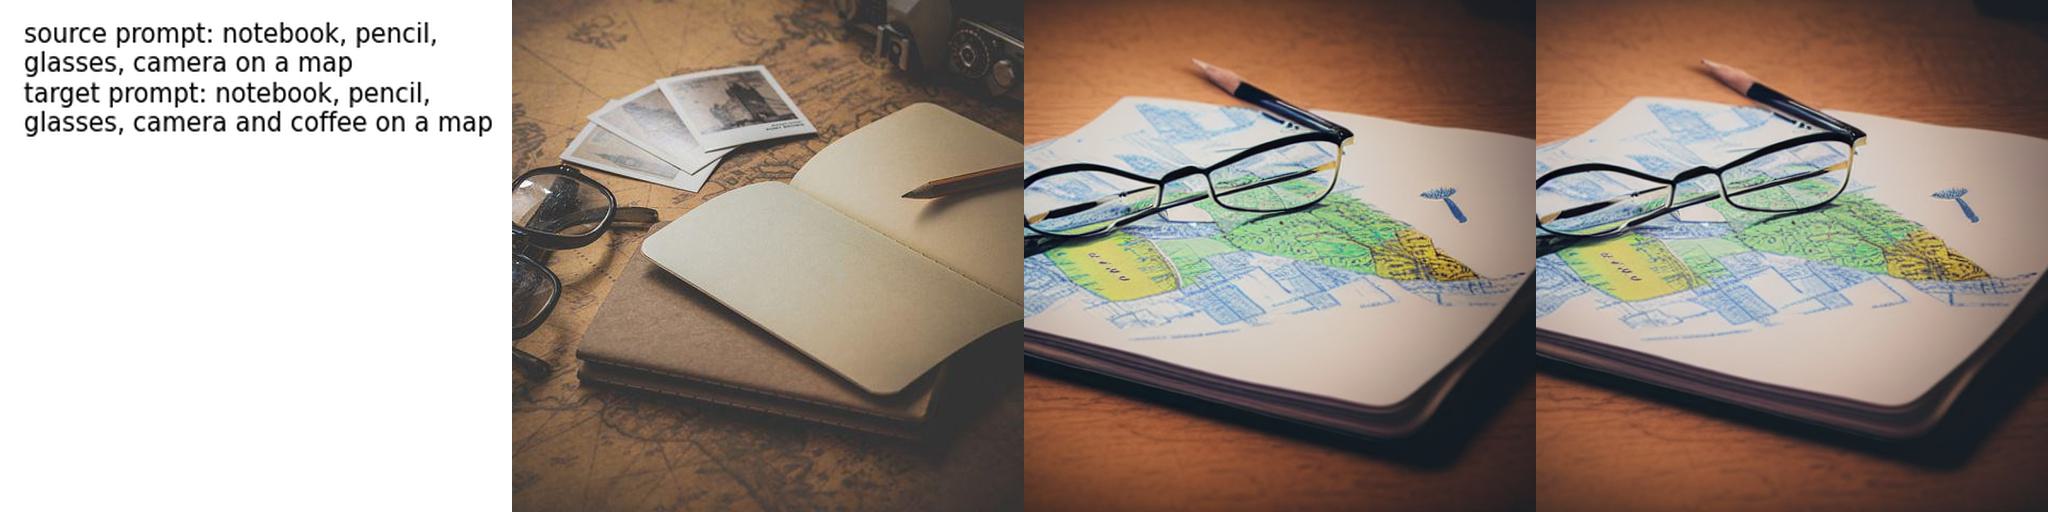 source prompt: notebook, pencil,
glasses, camera on a map
target prompt: notebook, pencil,
glasses, camera and coffee on a map